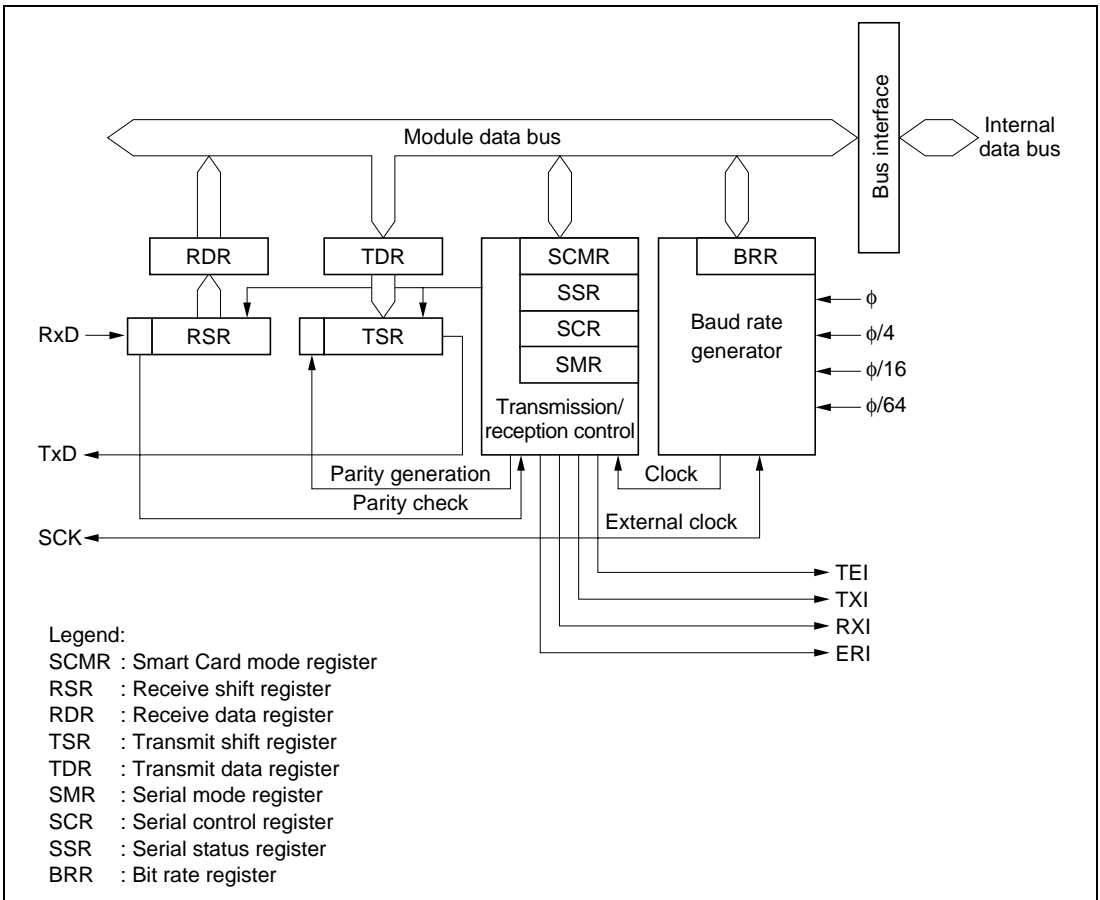 Bus interface
Internal
data bus
Module data bus
RDR
TDR
SCMR
BRR
SSR
SCR
SMR
RxD
RSR
TSR
Baud rate
generator
φ
φ/4
φ/16
φ/64
Transmission/
reception control
TxD
Parity generation
Clock
Parity check
External clock
SCK
TEI
TXI
RXI
ERI
Legend:
SCMR : Smart Card mode register
RSR : Receive shift register
RDR : Receive data register
TSR : Transmit shift register
TDR : Transmit data register
SMR : Serial mode register
SCR : Serial control register
SSR : Serial status register
BRR : Bit rate register